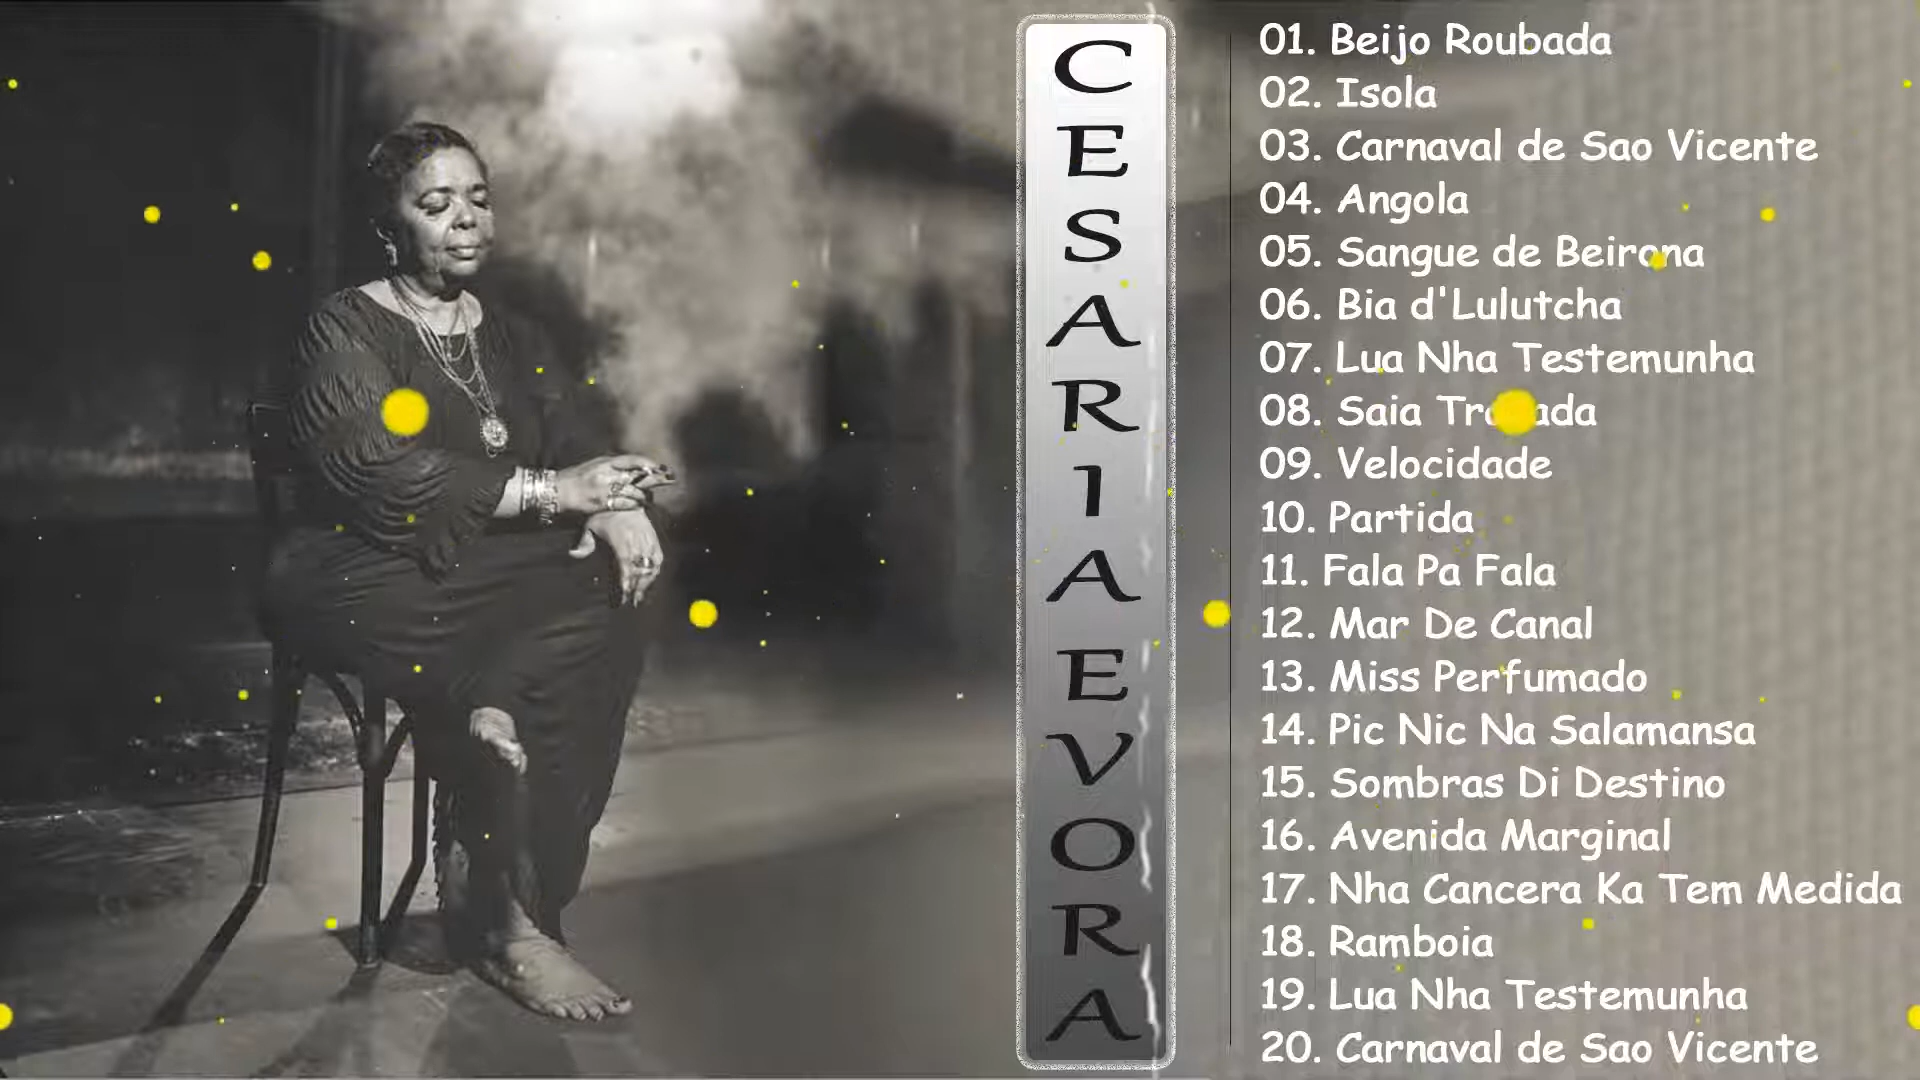 CESARIA EVORA
01. Beijo Roubada
02. Isola
03. Carnaval de Sao Vicente
04. Angola
05. Sangue de Beirona
06. Bia d'Lulutcha
07. Lua Nha Testemunha
08. Saia
09. Velocidade
10. Partida
11. Fala Pa Fala
12. Mar De Canal
13. Miss Perfumado
14. Pic Nic Na Salamansa
15. Sombras Di Destino
16. Avenida Marginal
17. Nha Cancera Ka Tem Medida
18. Ramboia
19. Lua Nha Testemunha
20. Carnaval de Sao Vicente